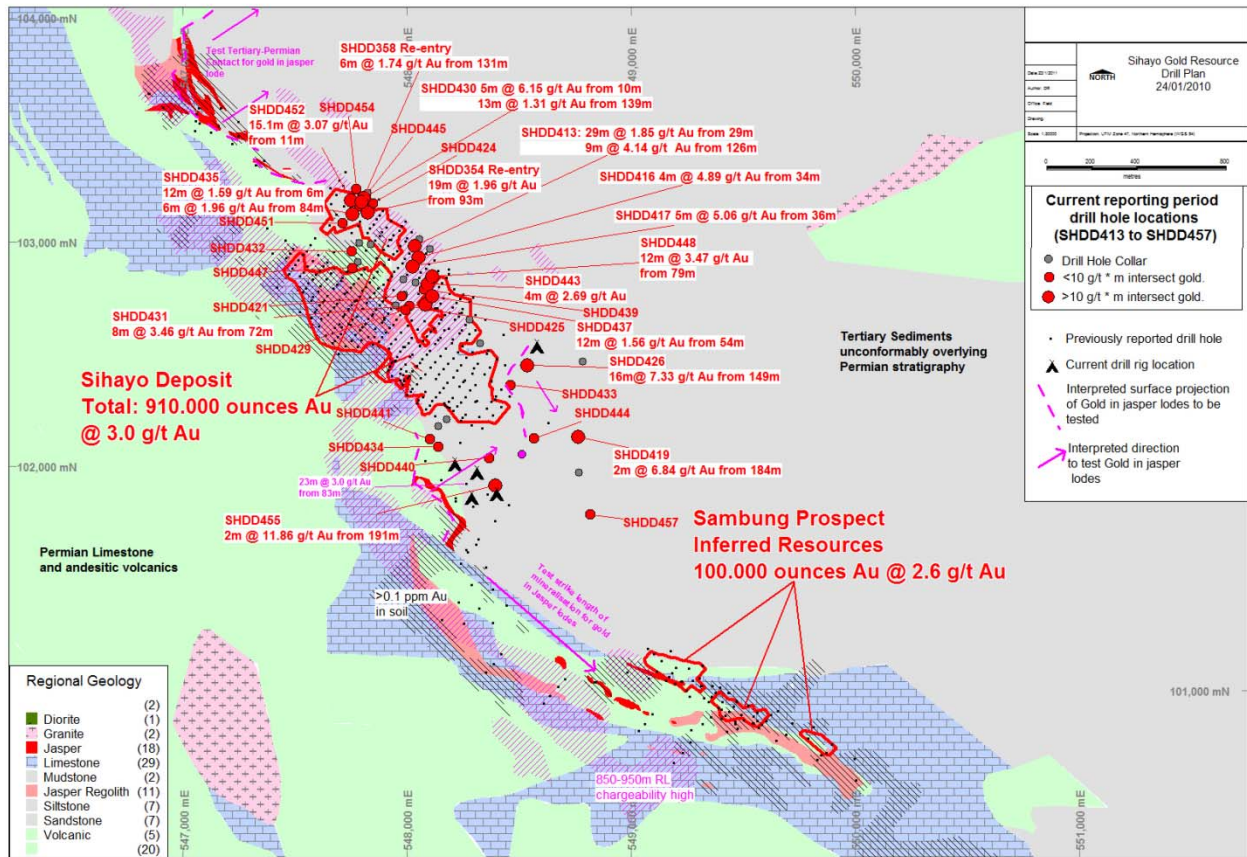 104,000 mN
548,000 mE
549,000 mE
550,000 mE
Test Tertiary-Permian
Contact for gold in jasper
lode
SHDD358 Re-entry
6m @ 1.74 g/t Au from 131m
SHDD430 5m @ 6.15 g/t Au from 10m
13m @ 1.31 g/t Au from 139m
SHDD452
15.1m @ 3.07 g/t Au
from 11m
SHDD454
SHDD445
SHDD424
SHDD413: 29m @ 1.85 g/t Au from 29m
9m @ 4.14 g/t Au from 126m
SHDD354 Re-entry
19m @ 1.96 g/t Au
from 93m
SHDD416 4m @ 4.89 g/t Au from 34m
SHDD435
12m @ 1.59 g/t Au from 6m
6m @ 1.96 g/t Au from 84m
SHDD417 5m @ 5.06 g/t Au from 36m
SHDD451
103,000 mN
SHDD432
SHDD448
12m @ 3.47 g/t Au
from 79m
SHDD447
SHDD443
4m @ 2.69 g/t Au
SHDD421
SHDD439
SHDD431
8m @ 3.46 g/t Au from 72m
SHDD425
SHDD437
12m @ 1.56 g/t Au from 54m
SHDD429
SHDD426
16m @ 7.33 g/t Au from 149m
Tertiary Sediments
unconformably overlying
Permian stratigraphy
Sihayo Deposit
Total: 910.000 ounces Au
@ 3.0 g/t Au
SHDD433
SHDD441
SHDD444
SHDD434
SHDD419
2m @ 6.84 g/t Au from 184m
102,000 mN
102,000 mN
SHDD440
23m @ 3.0 g/t Au
from 83m
SHDD455
2m @ 11.86 g/t Au from 191m
SHDD457
Permian Limestone
and andesitic volcanics
Sambung Prospect
Inferred Resources
100.000 ounces Au @ 2.6 g/t Au
>0.1 ppm Au
in soil
Test strike length of
mineralisation for gold
in Jasper lodes
101,000 mN
850-950m RL
chargeability high
547,000 mE
548,000 mE
549,000 mE
551,000 mE
Sihayo Gold Resource
Drill Plan
24/01/2010
NORTH
0 200 400 600 800
metres
Current reporting period
drill hole locations
(SHDD413 to SHDD457)
Drill Hole Collar
<10 g/t * m intersect gold.
>10 g/t * m intersect gold.
Previously reported drill hole
Current drill rig location
Interpreted surface projection
of Gold in jasper lodes to be
tested
Interpreted direction
to test Gold in jasper
lodes
Regional Geology
(2)
Diorite (1)
Granite (2)
Jasper (18)
Limestone (29)
Mudstone (2)
Jasper Regolith (11)
Siltstone (7)
Sandstone (7)
Volcanic (5)
(20)